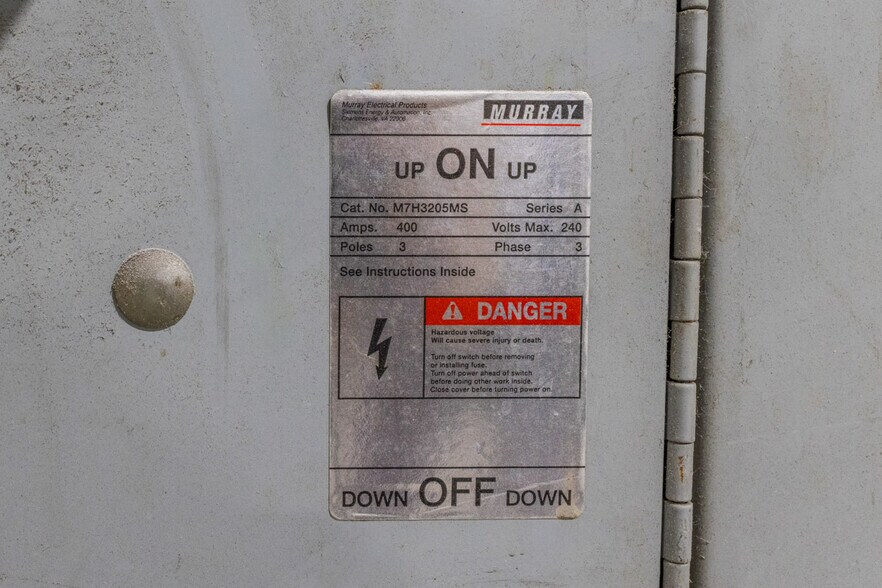 Murray Electrical Products
Siemens Energy & Automation, Inc.
Charlottesville, VA 22906
MURRAY
UP ON UP
Cat. No. M7H3205MS Series A
Amps. 400 Volts Max. 240
Poles 3 Phase 3
See Instructions Inside
DANGER
Hazardous voltage
Will cause severe injury or death.
Turn off switch before removing
or installing fuse.
Turn off power ahead of switch
before doing other work inside.
Close cover before turning power on.
DOWN OFF DOWN